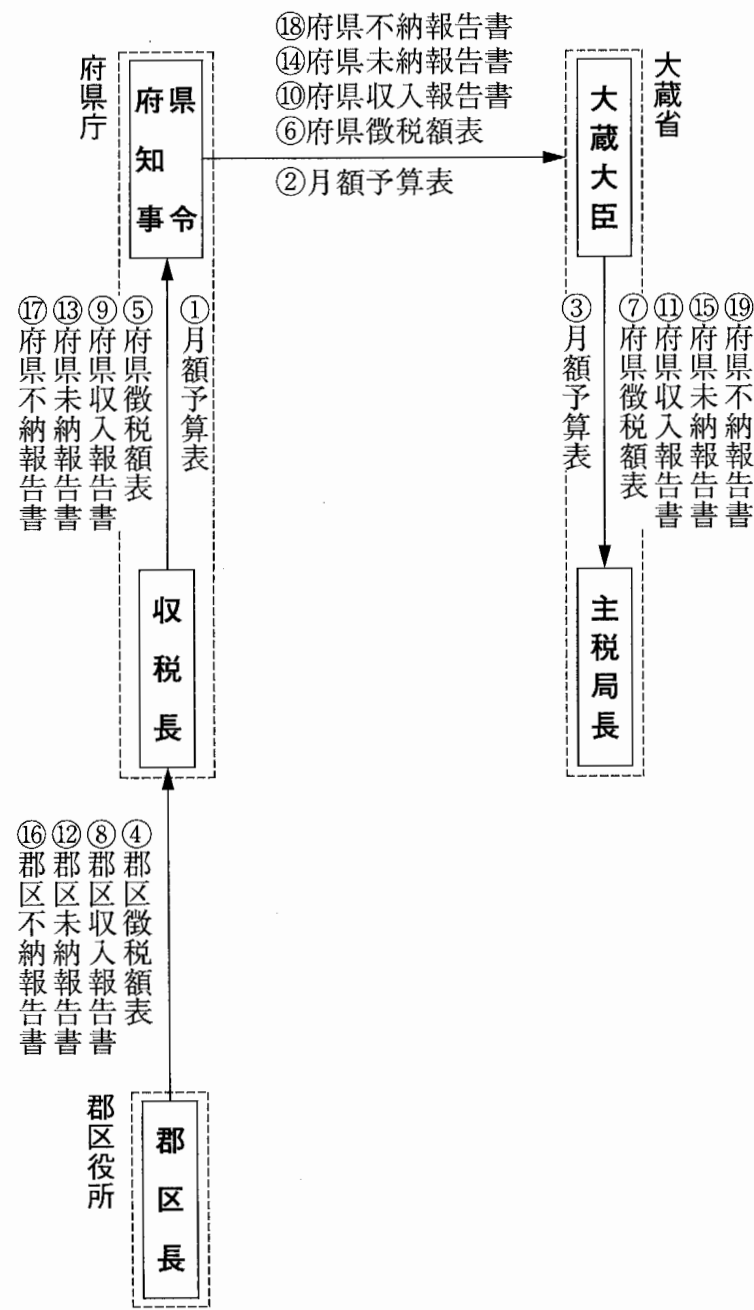 ⑱府県不納報告書
⑭府県未納報告書
⑩府県収入報告書
⑥府県徴税額表
②月額予算表
府県庁
府県
知
事令
大蔵省
大蔵大臣
①月額予算表
⑤府県徴税額表
⑨府県収入報告書
⑬府県未納報告書
⑰府県不納報告書
⑲府県不納報告書
⑮府県未納報告書
⑪府県収入報告書
⑦府県徴税額表
③月額予算表
収税長
主税局長
④郡区徴税額表
⑧郡区収入報告書
⑫郡区未納報告書
⑯郡区不納報告書
郡区役所
郡区長